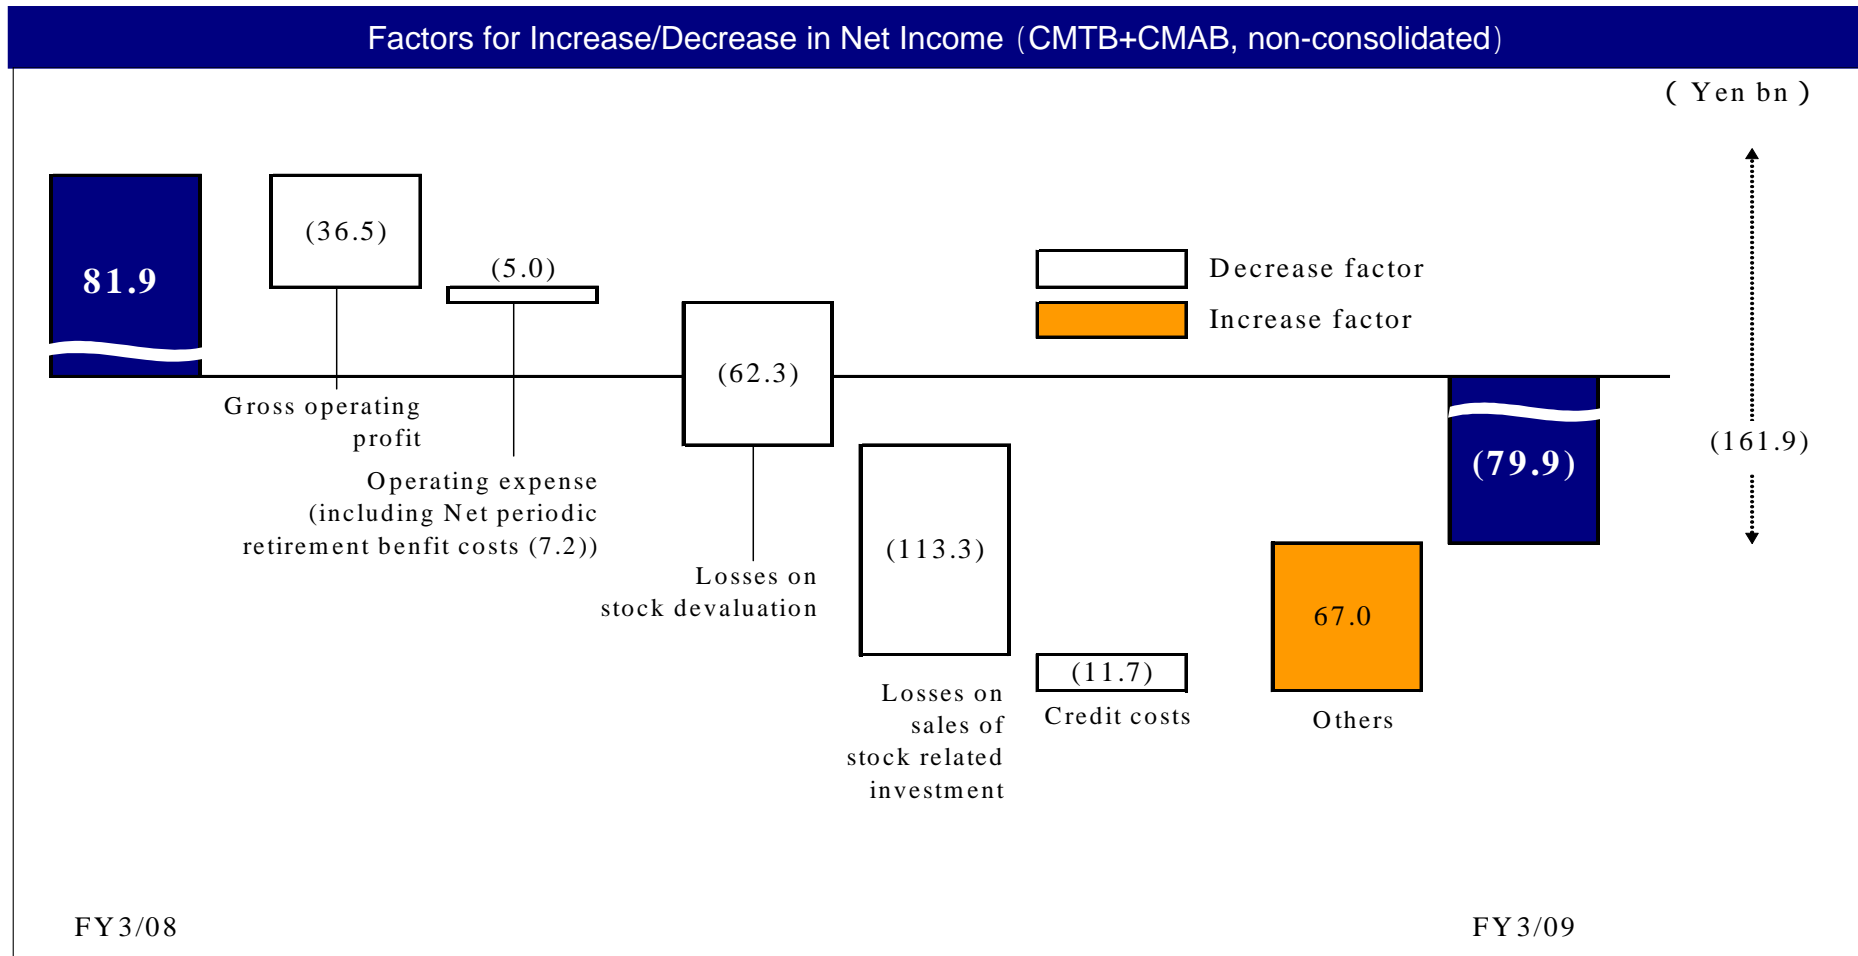 Factors for Increase/Decrease in Net Income (CMTB+CMAB, non-consolidated)
( Yen bn )
81.9
(36.5)
Gross operating
profit
(5.0)
Operating expense
(including Net periodic
retirement benfit costs (7.2))
(62.3)
Losses on
stock devaluation
(113.3)
Losses on
sales of
stock related
investment
(11.7)
Credit costs
Decrease factor
Increase factor
67.0
Others
(79.9)
(161.9)
FY3/08
FY3/09